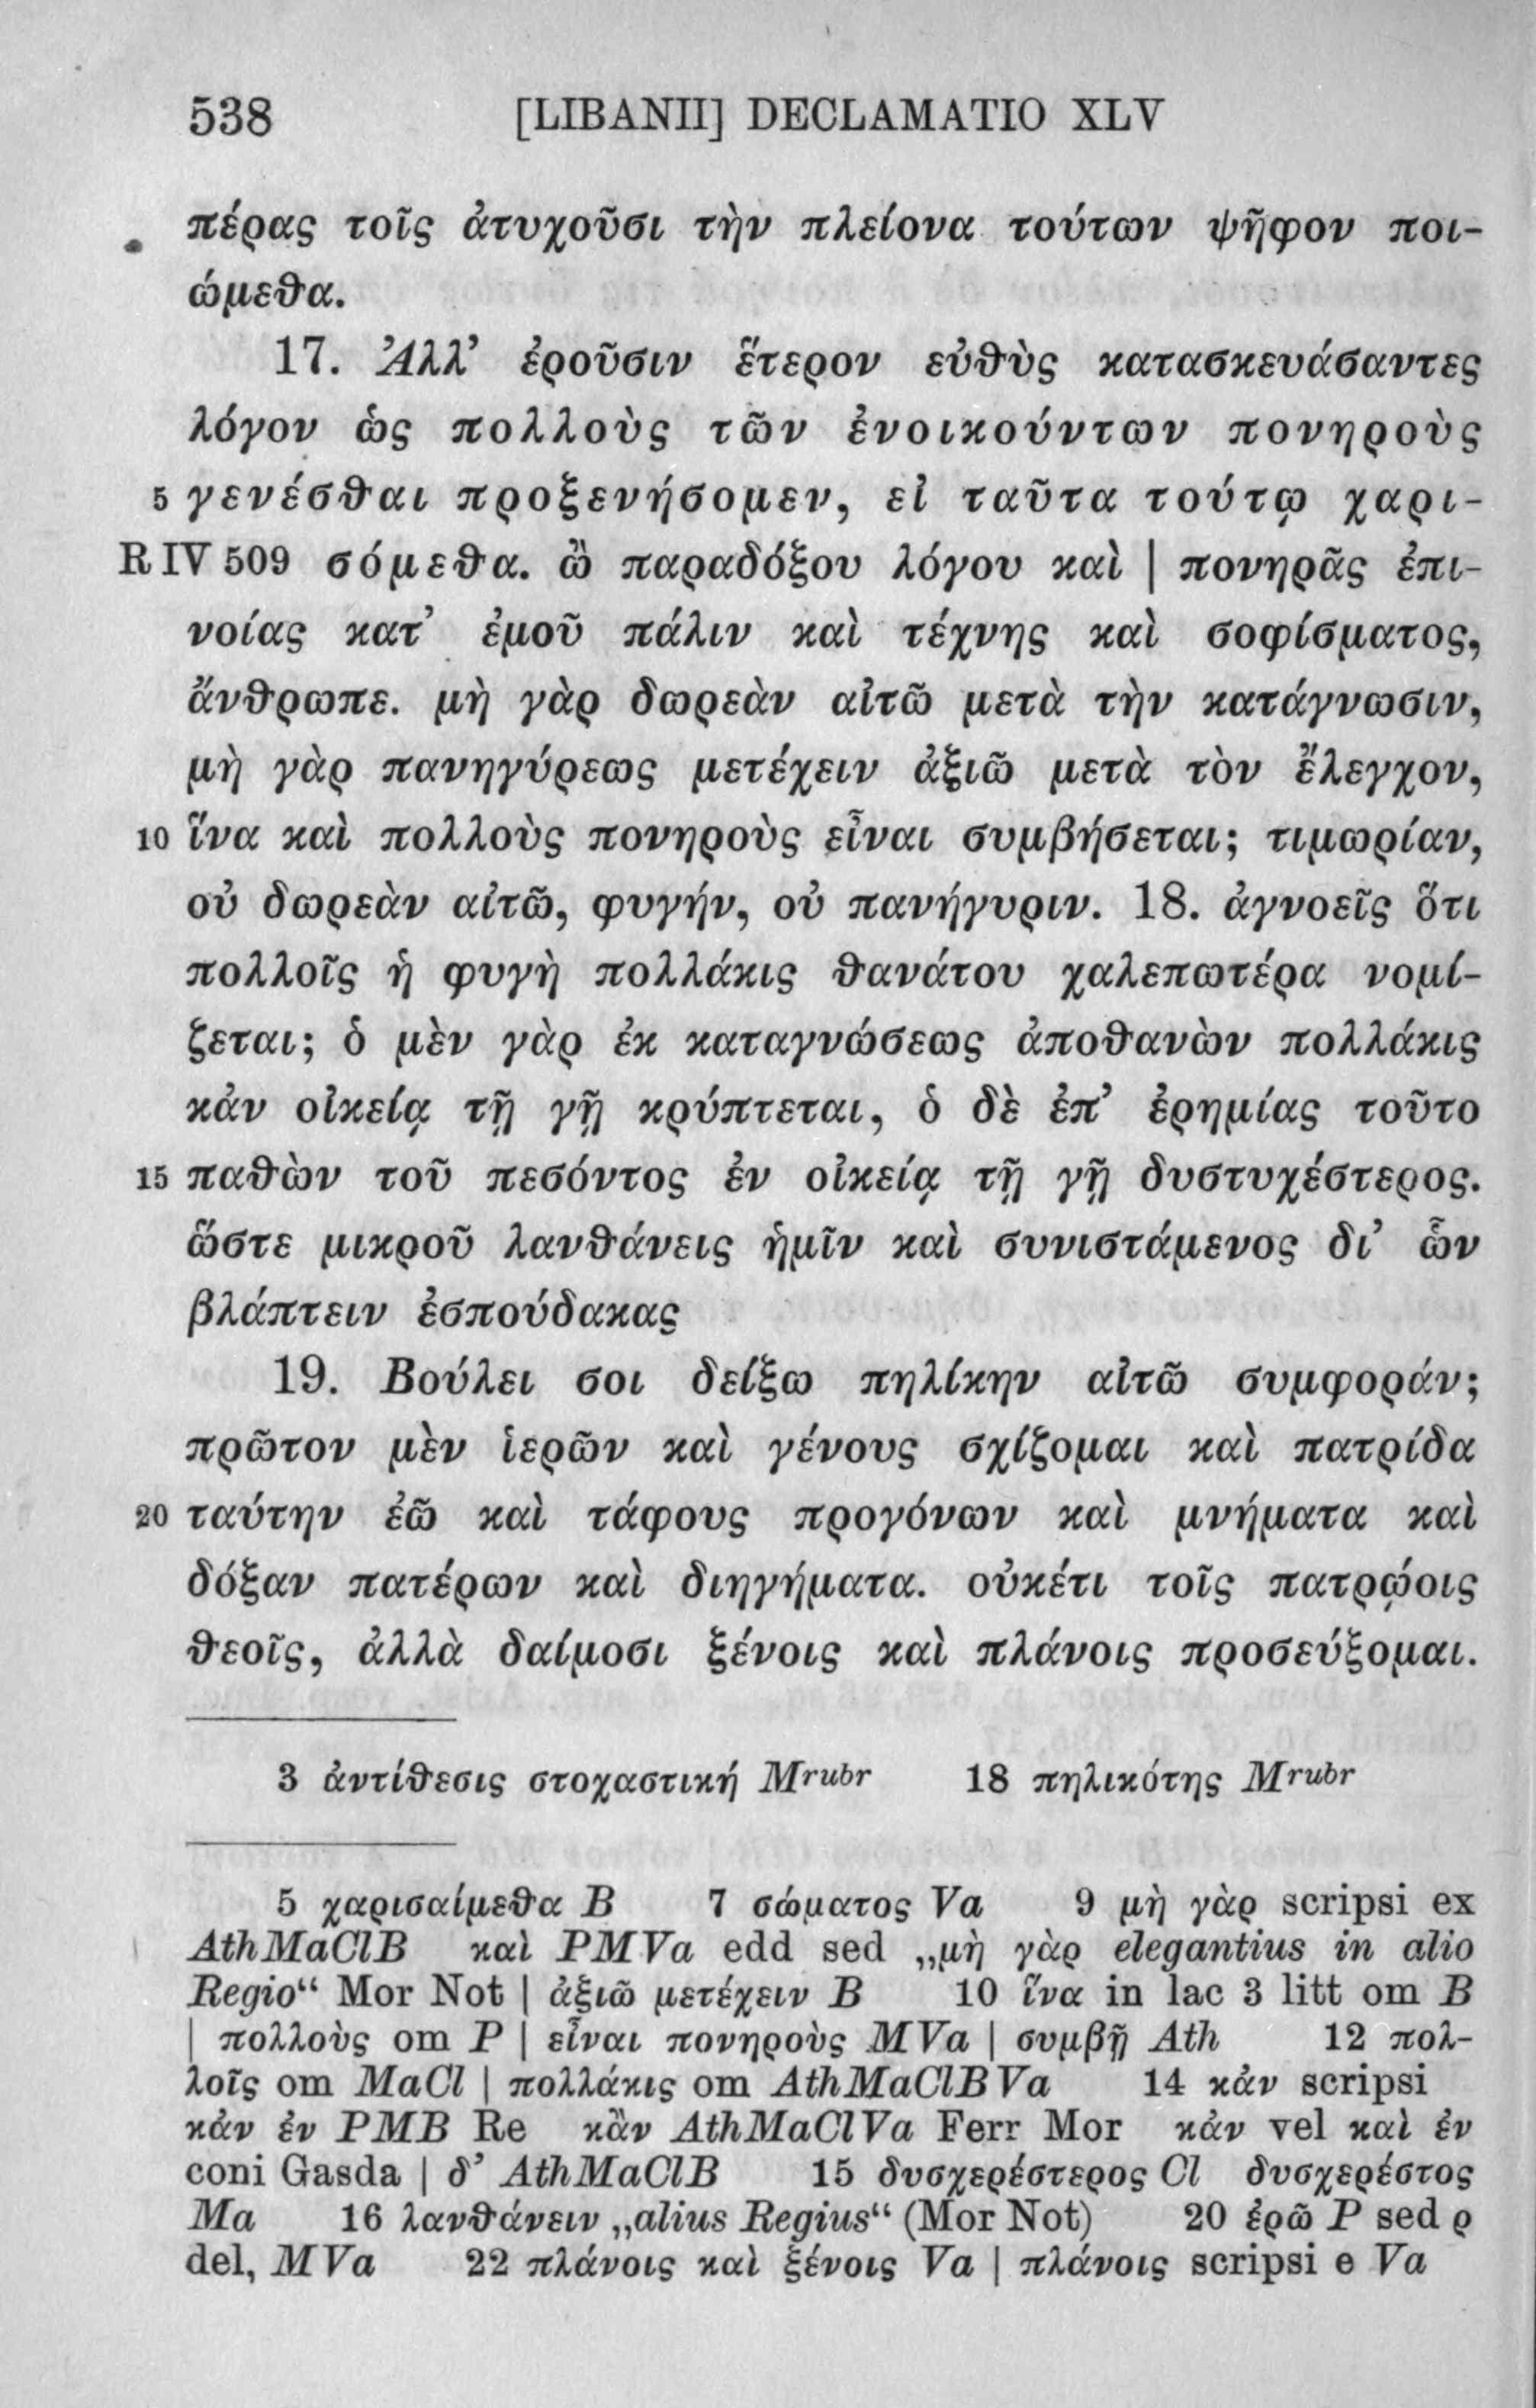 538 [LIBANII] DECLAMATIO XLV
πέρας τοῖς ἀτυχοῦσι τὴν πλείονα τούτων ψῆφον ποι-
ώμεθα.
17. Ἀλλ’ ἐροῦσιν ἕτερον εὐθὺς κατασκευάσαντες
λόγον ὡς πολλοὺς τῶν ἐνοικούντων πονηροὺς
5 γενέσθαι προξενήσομεν, εἰ ταῦτα τούτῳ χαρι-
R IV 509 σόμεθα. ὢ παραδόξου λόγου καὶ | πονηρᾶς ἐπι-
νοίας κατ’ ἐμοῦ πάλιν καὶ τέχνης καὶ σοφίσματος,
ἄνθρωπε. μὴ γὰρ δωρεὰν αἰτῶ μετὰ τὴν κατάγνωσιν,
μὴ γὰρ πανηγύρεως μετέχειν ἀξιῶ μετὰ τὸν ἔλεγχον,
10 ἵνα καὶ πολλοὺς πονηροὺς εἶναι συμβήσεται; τιμωρίαν,
οὐ δωρεὰν αἰτῶ, φυγήν, οὐ πανήγυριν. 18. ἀγνοεῖς ὅτι
πολλοῖς ἡ φυγὴ πολλάκις θανάτου χαλεπωτέρα νομί-
ζεται; ὁ μὲν γὰρ ἐκ καταγνώσεως ἀποθανὼν πολλάκις
κἀν οἰκείᾳ τῇ γῇ κρύπτεται, ὁ δὲ ἐπ’ ἐρημίας τοῦτο
15 παθὼν τοῦ πεσόντος ἐν οἰκείᾳ τῇ γῇ δυστυχέστερος.
ὥστε μικροῦ λανθάνεις ἡμῖν καὶ συνιστάμενος δι’ ὧν
βλάπτειν ἐσπούδακας
19. Βούλει σοι δείξω πηλίκην αἰτῶ συμφοράν;
πρῶτον μὲν ἱερῶν καὶ γένους σχίζομαι καὶ πατρίδα
20 ταύτην ἐῶ καὶ τάφους προγόνων καὶ μνήματα καὶ
δόξαν πατέρων καὶ διηγήματα. οὐκέτι τοῖς πατρῴοις
θεοῖς, ἀλλὰ δαίμοσι ξένοις καὶ πλάνοις προσεύξομαι.
3 ἀντίθεσις στοχαστική Mrubr 18 πηλικότης Mrubr
5 χαρισαίμεθα B 7 σώματος Va 9 μὴ γὰρ scripsi ex
AthMaClB καὶ PMVa edd sed „μὴ γὰρ elegantius in alio
Regio“ Mor Not | ἀξιῶ μετέχειν B 10 ἵνα in lac 3 litt om B
| πολλοὺς om P | εἶναι πονηροὺς MVa | συμβῇ Ath 12 πολ-
λοῖς om MaCl | πολλάκις om AthMaClBVa 14 κἀν scripsi
κἀν ἐν PMB Re κἂν AthMaClVa Ferr Mor κἀν vel καὶ ἐν
coni Gasda | δ’ AthMaClB 15 δυσχερέστερος Cl δυσχερέστος
Ma 16 λανθάνειν „alius Regius“ (Mor Not) 20 ἐρῶ P sed ρ
del, MVa 22 πλάνοις καὶ ξένοις Va | πλάνοις scripsi e Va